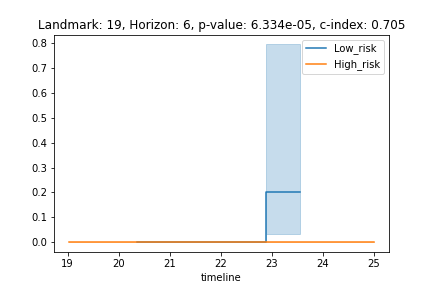 Landmark: 19, Horizon: 6, p-value: 6.334e-05, c-index: 0.705
0.8
0.7
0.6
0.5
0.4
0.3
0.2
0.1
0.0
Low_risk
High_risk
19 20 21 22 23 24 25
timeline